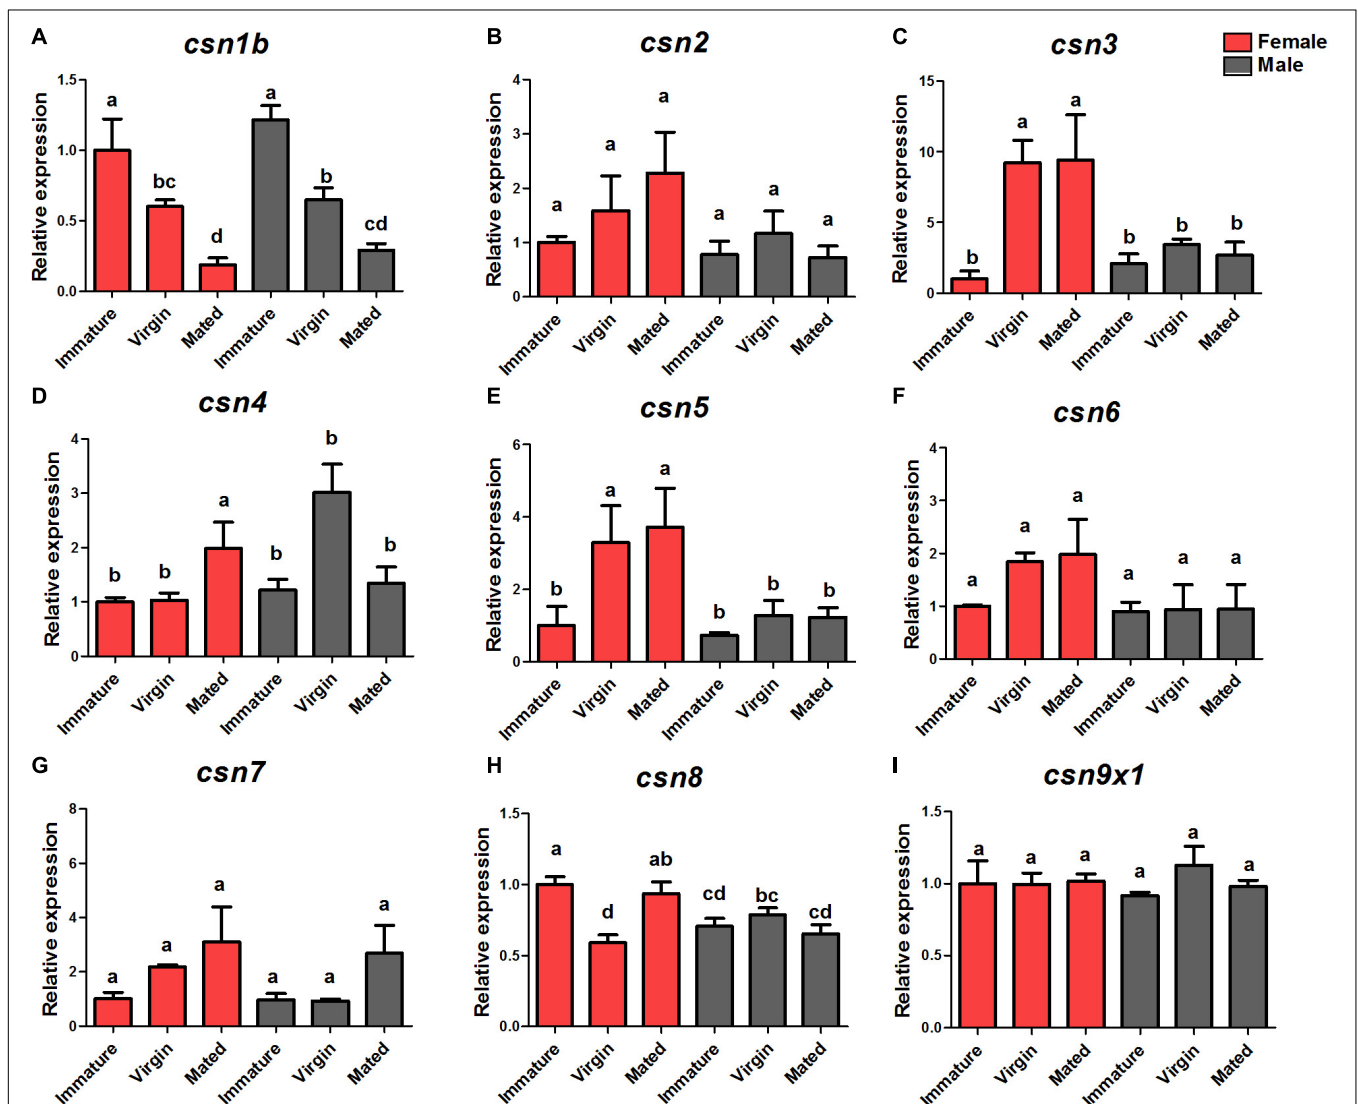 A
csn1b
Relative expression
1.5
1.0
0.5
0.0
a
bc
d
a
b
cd
Immature
Virgin
Mated
Immature
Virgin
Mated
B
csn2
Relative expression
4
3
2
1
0
a
a
a
a
a
a
Immature
Virgin
Mated
Immature
Virgin
Mated
C
csn3
Female
Male
Relative expression
15
10
5
0
b
a
a
b
b
b
Immature
Virgin
Mated
Immature
Virgin
Mated
D
csn4
Relative expression
4
3
2
1
0
b
b
a
b
b
b
Immature
Virgin
Mated
Immature
Virgin
Mated
E
csn5
Relative expression
6
4
2
0
b
a
a
b
b
b
Immature
Virgin
Mated
Immature
Virgin
Mated
F
csn6
Relative expression
4
3
2
1
0
a
a
a
a
a
a
Immature
Virgin
Mated
Immature
Virgin
Mated
G
csn7
Relative expression
8
6
4
2
0
a
a
a
a
a
a
Immature
Virgin
Mated
Immature
Virgin
Mated
H
csn8
Relative expression
1.5
1.0
0.5
0.0
a
d
ab
cd
bc
cd
Immature
Virgin
Mated
Immature
Virgin
Mated
I
csn9x1
Relative expression
1.5
1.0
0.5
0.0
a
a
a
a
a
a
Immature
Virgin
Mated
Immature
Virgin
Mated